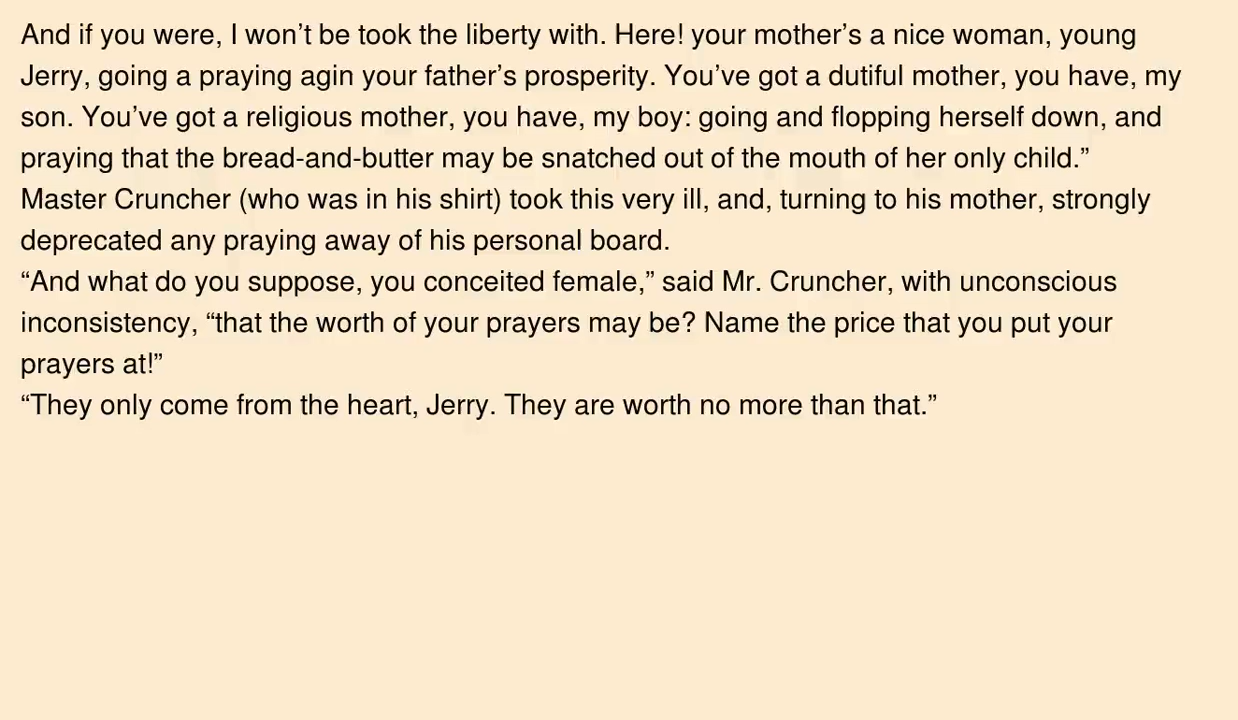 And if you were, I won’t be took the liberty with. Here! your mother’s a nice woman, young
Jerry, going a praying agin your father’s prosperity. You’ve got a dutiful mother, you have, my
son. You’ve got a religious mother, you have, my boy: going and flopping herself down, and
praying that the bread-and-butter may be snatched out of the mouth of her only child.”
Master Cruncher (who was in his shirt) took this very ill, and, turning to his mother, strongly
deprecated any praying away of his personal board.
“And what do you suppose, you conceited female,” said Mr. Cruncher, with unconscious
inconsistency, “that the worth of your prayers may be? Name the price that you put your
prayers at!”
“They only come from the heart, Jerry. They are worth no more than that.”